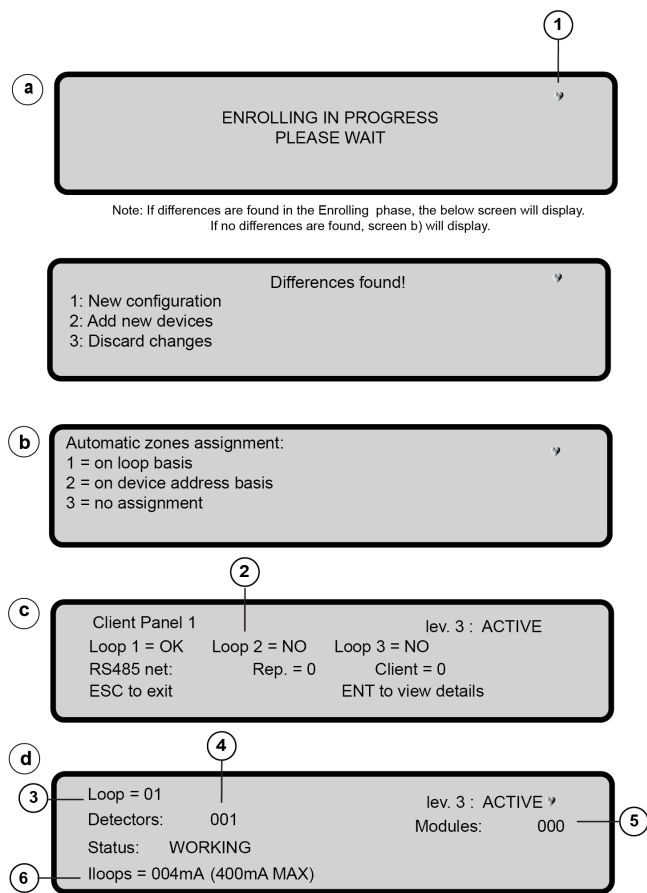 1
a
ENROLLING IN PROGRESS
PLEASE WAIT
Note: If differences are found in the Enrolling phase, the below screen will display.
If no differences are found, screen b) will display.
Differences found!
1: New configuration
2: Add new devices
3: Discard changes
b
Automatic zones assignment:
1 = on loop basis
2 = on device address basis
3 = no assignment
2
c
Client Panel 1 lev. 3 : ACTIVE
Loop 1 = OK Loop 2 = NO Loop 3 = NO
RS485 net: Rep. = 0 Client = 0
ESC to exit ENT to view details
d
4
3 Loop = 01 lev. 3 : ACTIVE
Detectors: 001 Modules: 000 5
Status: WORKING
6 Iloops = 004mA (400mA MAX)